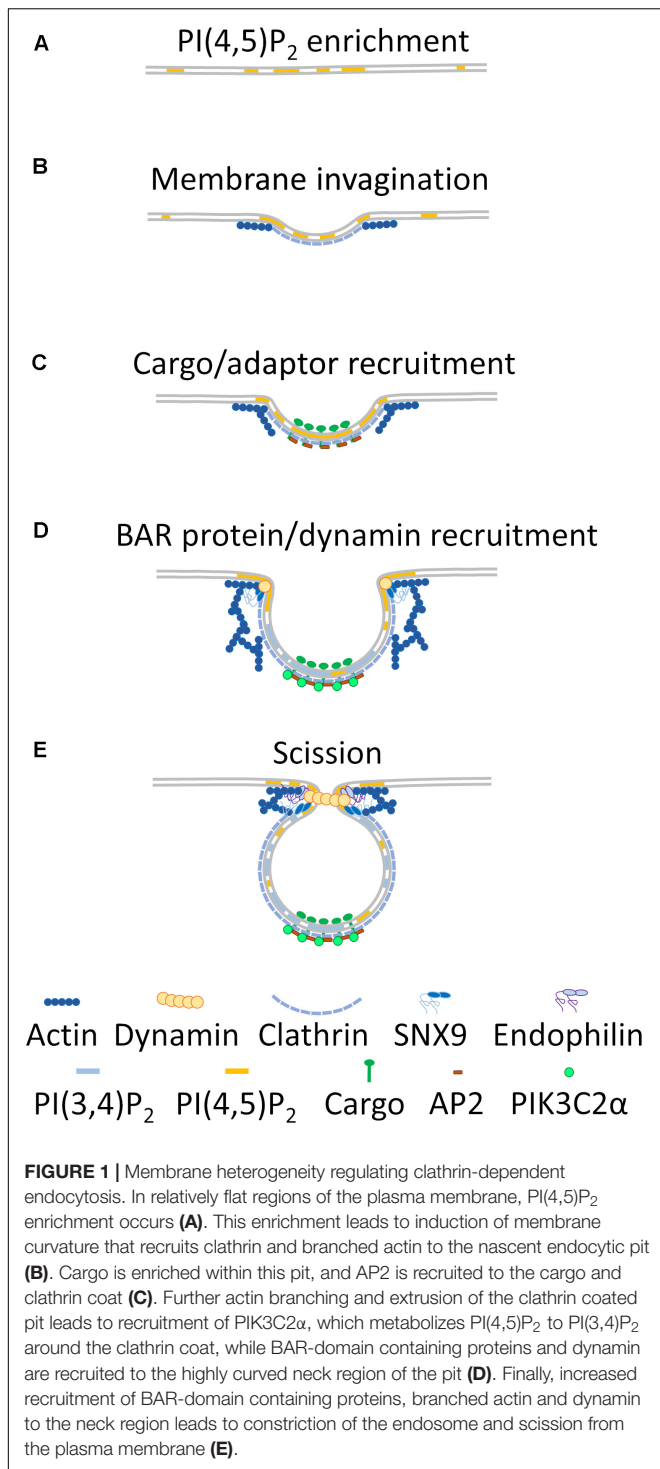 A
PI(4,5)P₂ enrichment
B
Membrane invagination
C
Cargo/adaptor recruitment
D
BAR protein/dynamin recruitment
E
Scission
Actin Dynamin Clathrin SNX9 Endophilin
PI(3,4)P₂ PI(4,5)P₂ Cargo AP2 PIK3C2α
FIGURE 1 | Membrane heterogeneity regulating clathrin-dependent
endocytosis. In relatively flat regions of the plasma membrane, PI(4,5)P₂
enrichment occurs (A). This enrichment leads to induction of membrane
curvature that recruits clathrin and branched actin to the nascent endocytic pit
(B). Cargo is enriched within this pit, and AP2 is recruited to the cargo and
clathrin coat (C). Further actin branching and extrusion of the clathrin coated
pit leads to recruitment of PIK3C2α, which metabolizes PI(4,5)P₂ to PI(3,4)P₂
around the clathrin coat, while BAR-domain containing proteins and dynamin
are recruited to the highly curved neck region of the pit (D). Finally, increased
recruitment of BAR-domain containing proteins, branched actin and dynamin
to the neck region leads to constriction of the endosome and scission from
the plasma membrane (E).